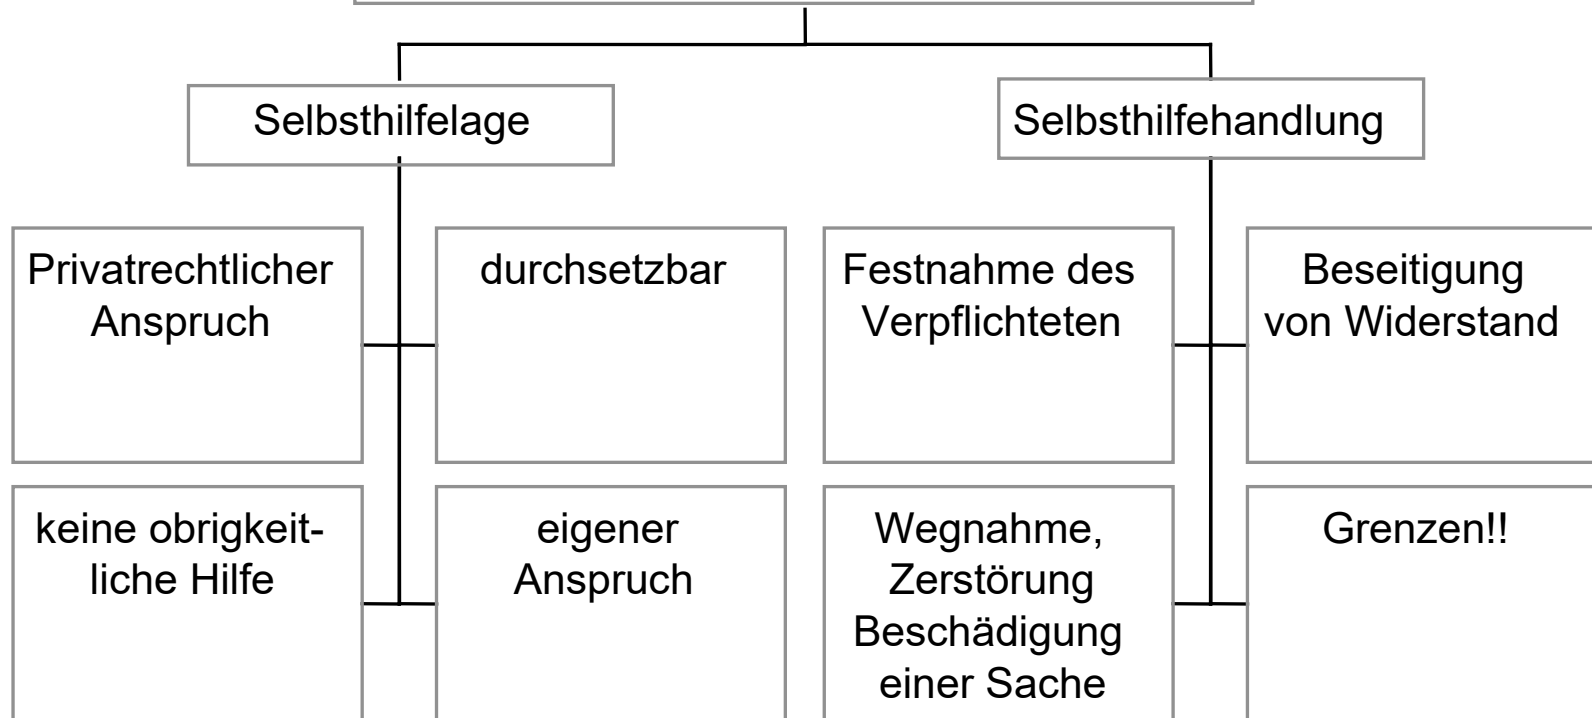 Selbsthilfelage
Selbsthilfehandlung
Privatrechtlicher
Anspruch
durchsetzbar
Festnahme des
Verpflichteten
Beseitigung
von Widerstand
keine obrigkeit-
liche Hilfe
eigener
Anspruch
Wegnahme,
Zerstörung
Beschädigung
einer Sache
Grenzen!!